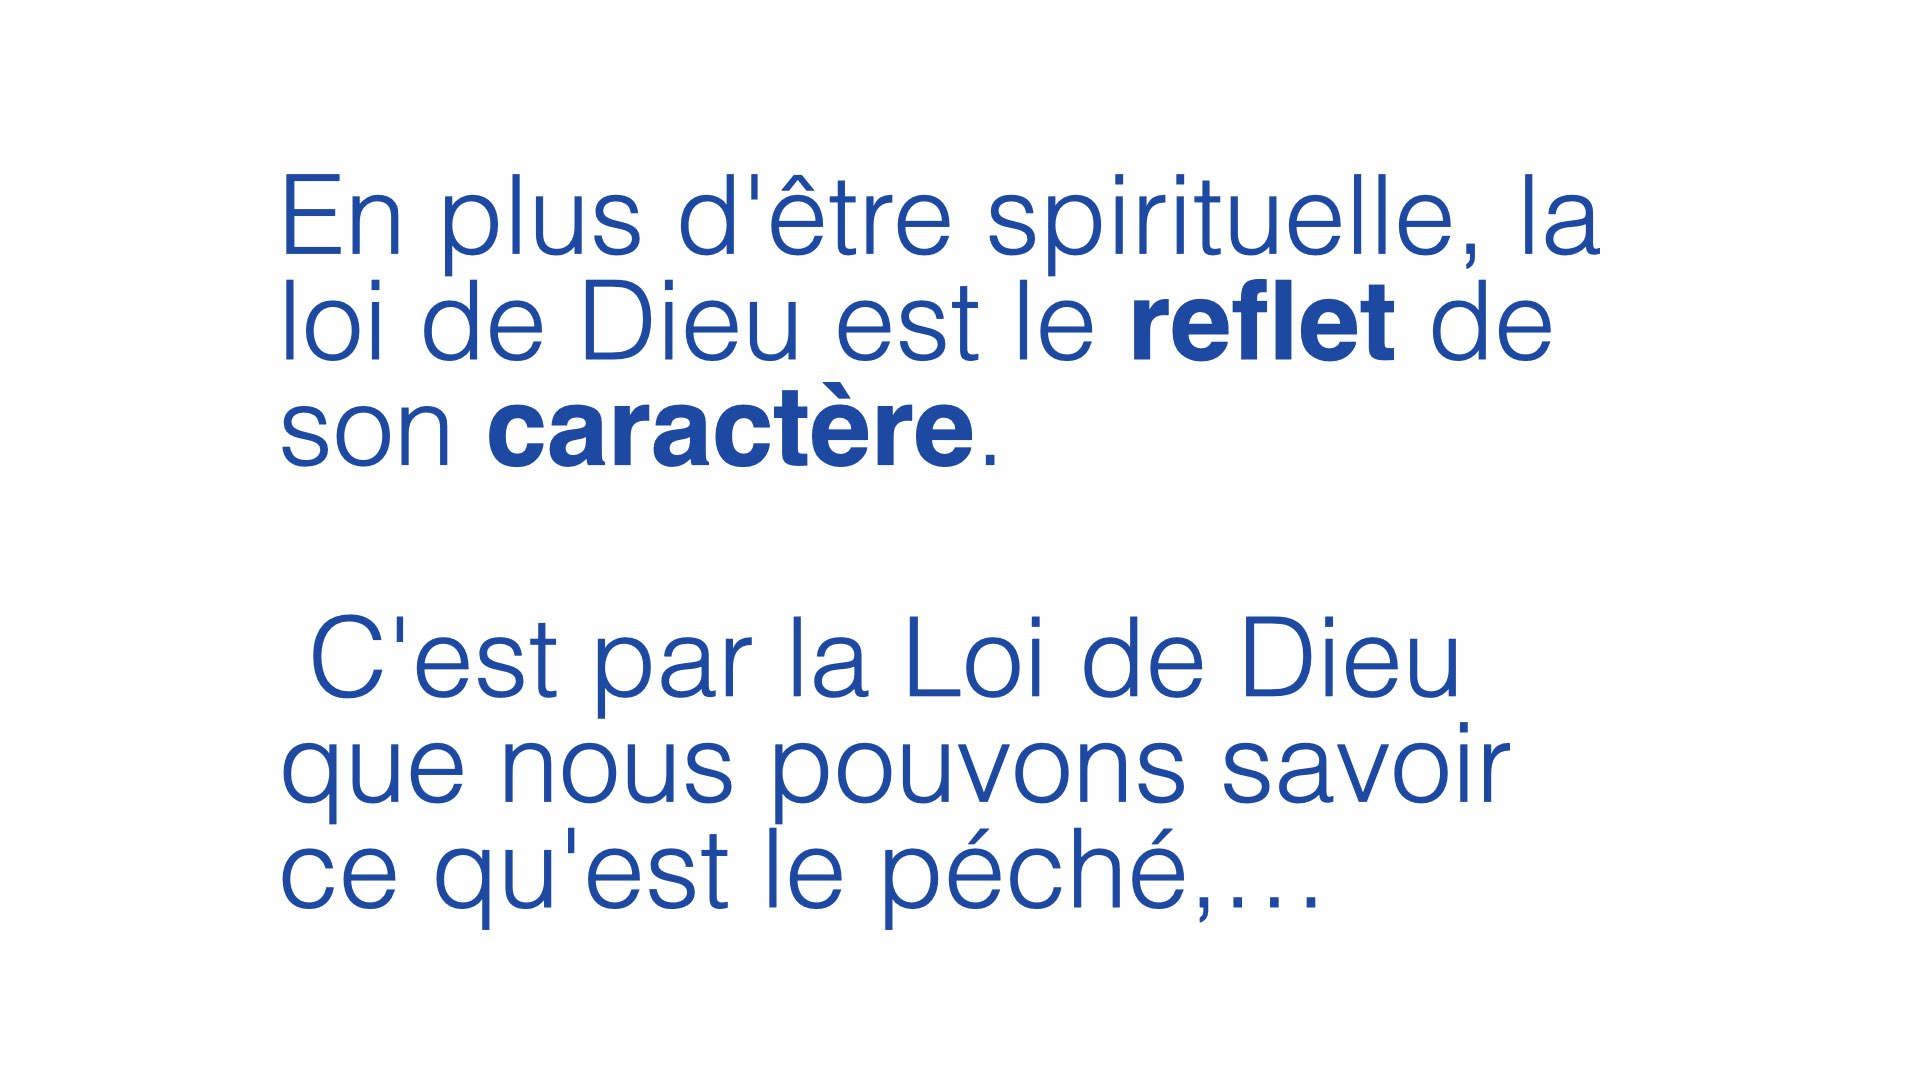 En plus d'être spirituelle, la
loi de Dieu est le reflet de
son caractère.
C'est par la Loi de Dieu
que nous pouvons savoir
ce qu'est le péché,…